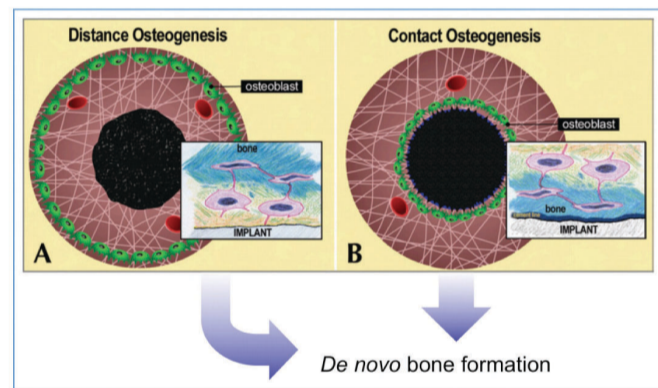 Distance Osteogenesis
Contact Osteogenesis
osteoblast
osteoblast
bone
IMPLANT
A
bone
IMPLANT
B
De novo bone formation